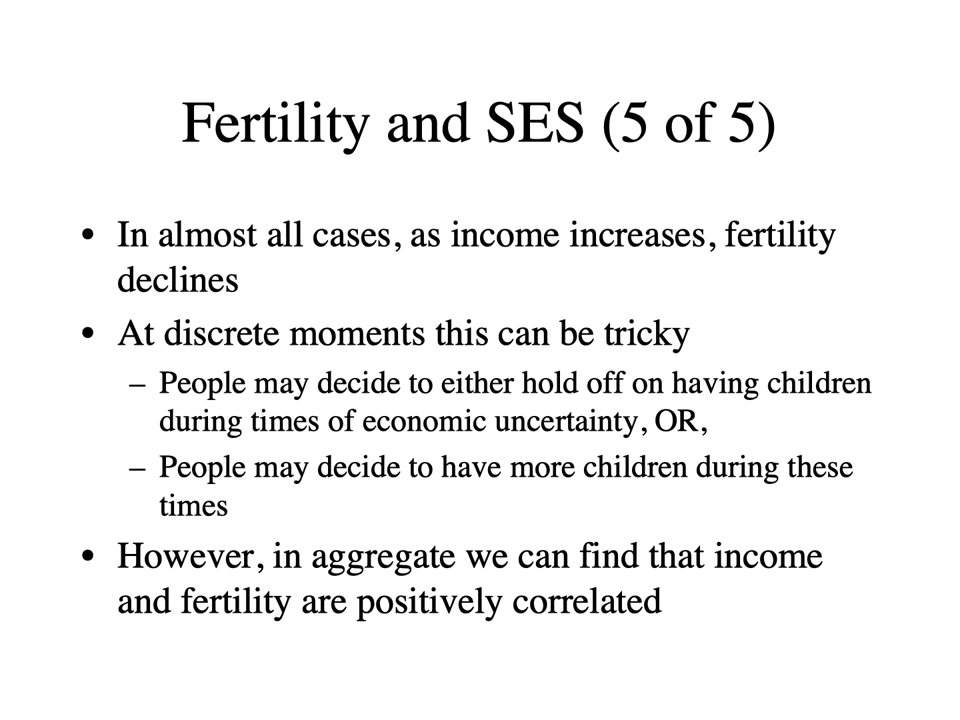 Fertility and SES (5 of 5)
• In almost all cases, as income increases, fertility
declines
• At discrete moments this can be tricky
– People may decide to either hold off on having children
during times of economic uncertainty, OR,
– People may decide to have more children during these
times
• However, in aggregate we can find that income
and fertility are positively correlated